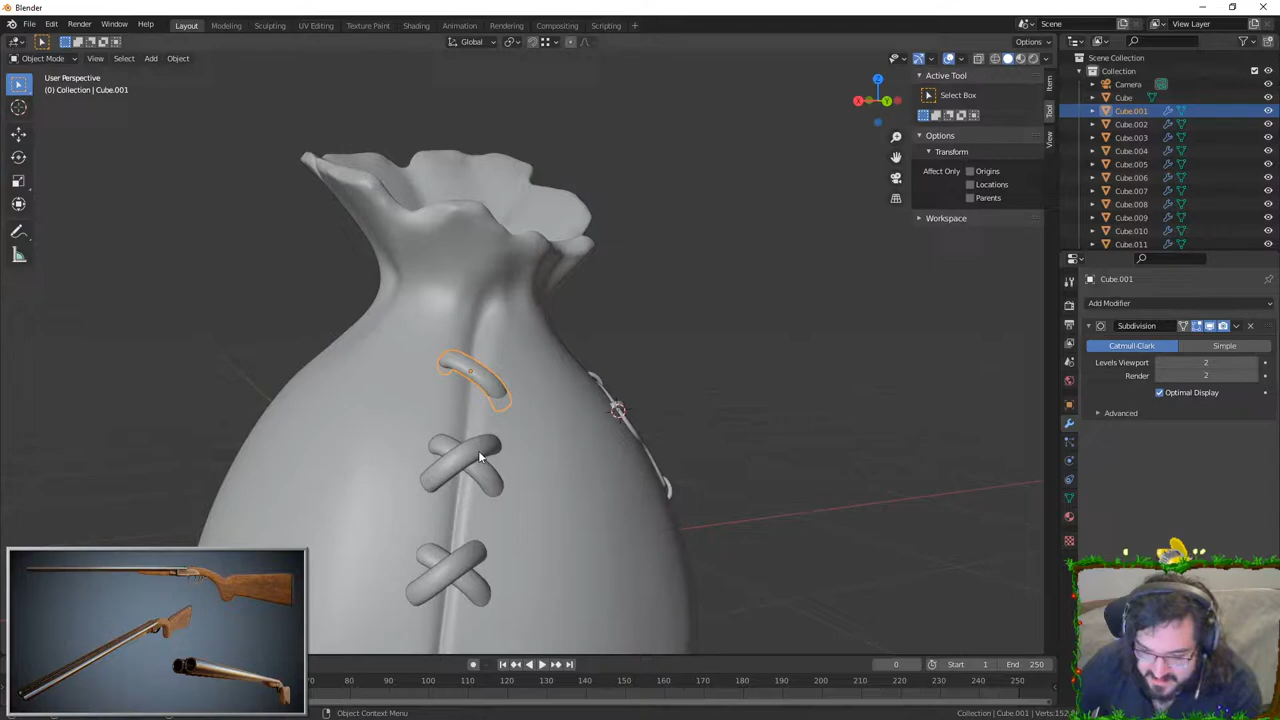 Blender
File Edit Render Window Help Layout Modeling Sculpting UV Editing Texture Paint Shading Animation Rendering Compositing Scripting + Scene View Layer
Global Options
Object Mode View Select Add Object
User Perspective
(0) Collection | Cube.001
X Y Z
Active Tool
Select Box
Options
Transform
Affect Only Origins
Locations
Parents
Workspace
Item
Tool
View
Scene Collection
Collection
Camera
Cube
Cube.001
Cube.002
Cube.003
Cube.004
Cube.005
Cube.006
Cube.007
Cube.008
Cube.009
Cube.010
Cube.011
Cube.001
Add Modifier
Subdivision
Catmull-Clark Simple
Levels Viewport 2
Render 2
Optimal Display
Advanced
0 Start 1 End 250
70 80 90 100 110 120 130 140 150 160 170 180 190 200 210 220 230 240 250
Object Context Menu
Collection | Cube.001 | Verts:152